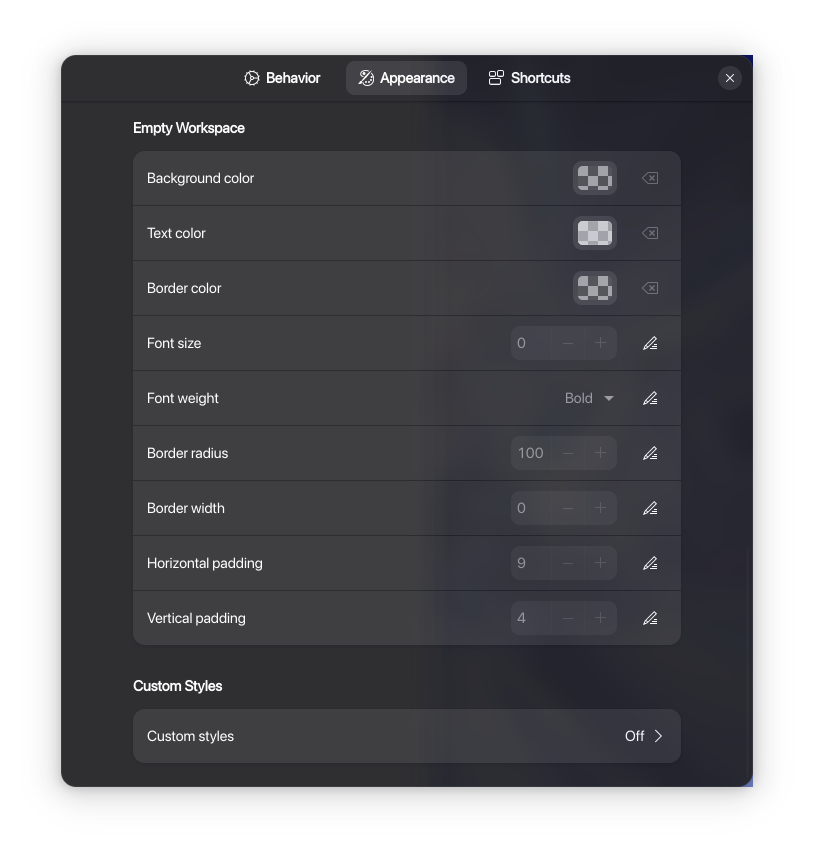 Behavior
Appearance
Shortcuts
Empty Workspace
Background color
Text color
Border color
Font size 0
Font weight Bold
Border radius 100
Border width 0
Horizontal padding 9
Vertical padding 4
Custom Styles
Custom styles Off